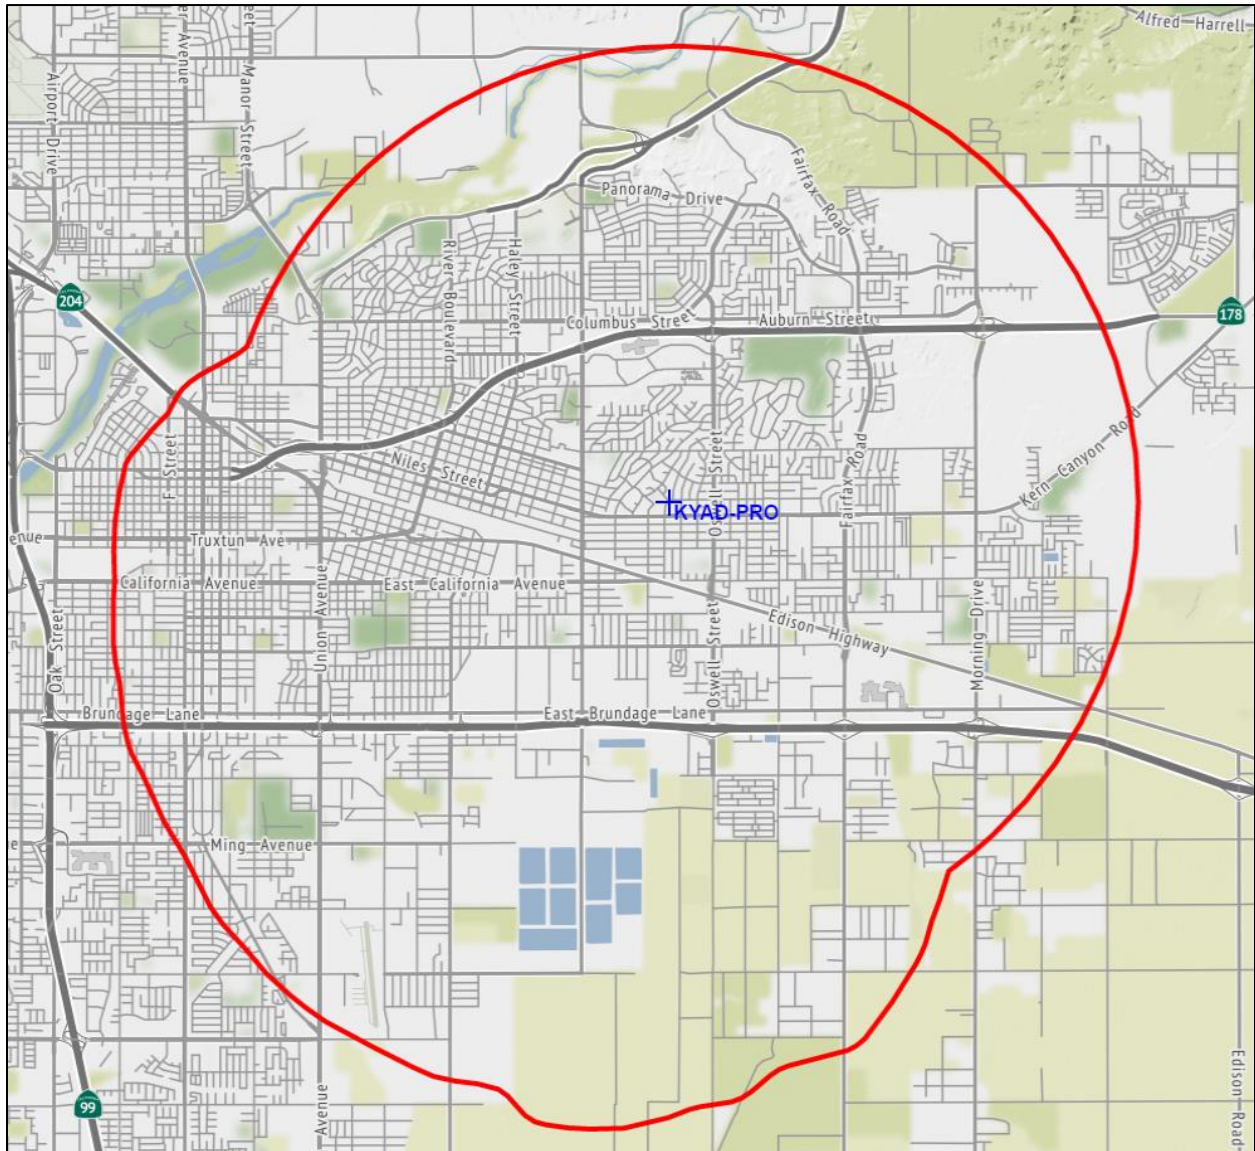 Alfred Harrell
er Avenue
eet
Airport Drive
Manor Street
Fairfax Road
Panorama Drive
River Boulevard
Haley Street
204
178
Columbus Street
Auburn Street
F Street
Niles Street
Oswell Street
Fairfax Road
Kern Canyon Road
KYAD-PRO
enue
Truxtun Ave
California Avenue
East California Avenue
Union Avenue
Oak Street
Oswell Street
Edison Highway
Morning Drive
Brundage Lane
East Brundage Lane
e
Ming Avenue
99
Avenue
Edison Road